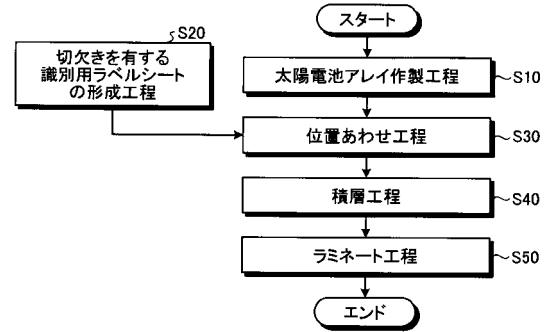 スタート
S20
切欠きを有する
識別用ラベルシート
の形成工程
太陽電池アレイ作製工程
S10
位置あわせ工程
S30
積層工程
S40
ラミネート工程
S50
エンド